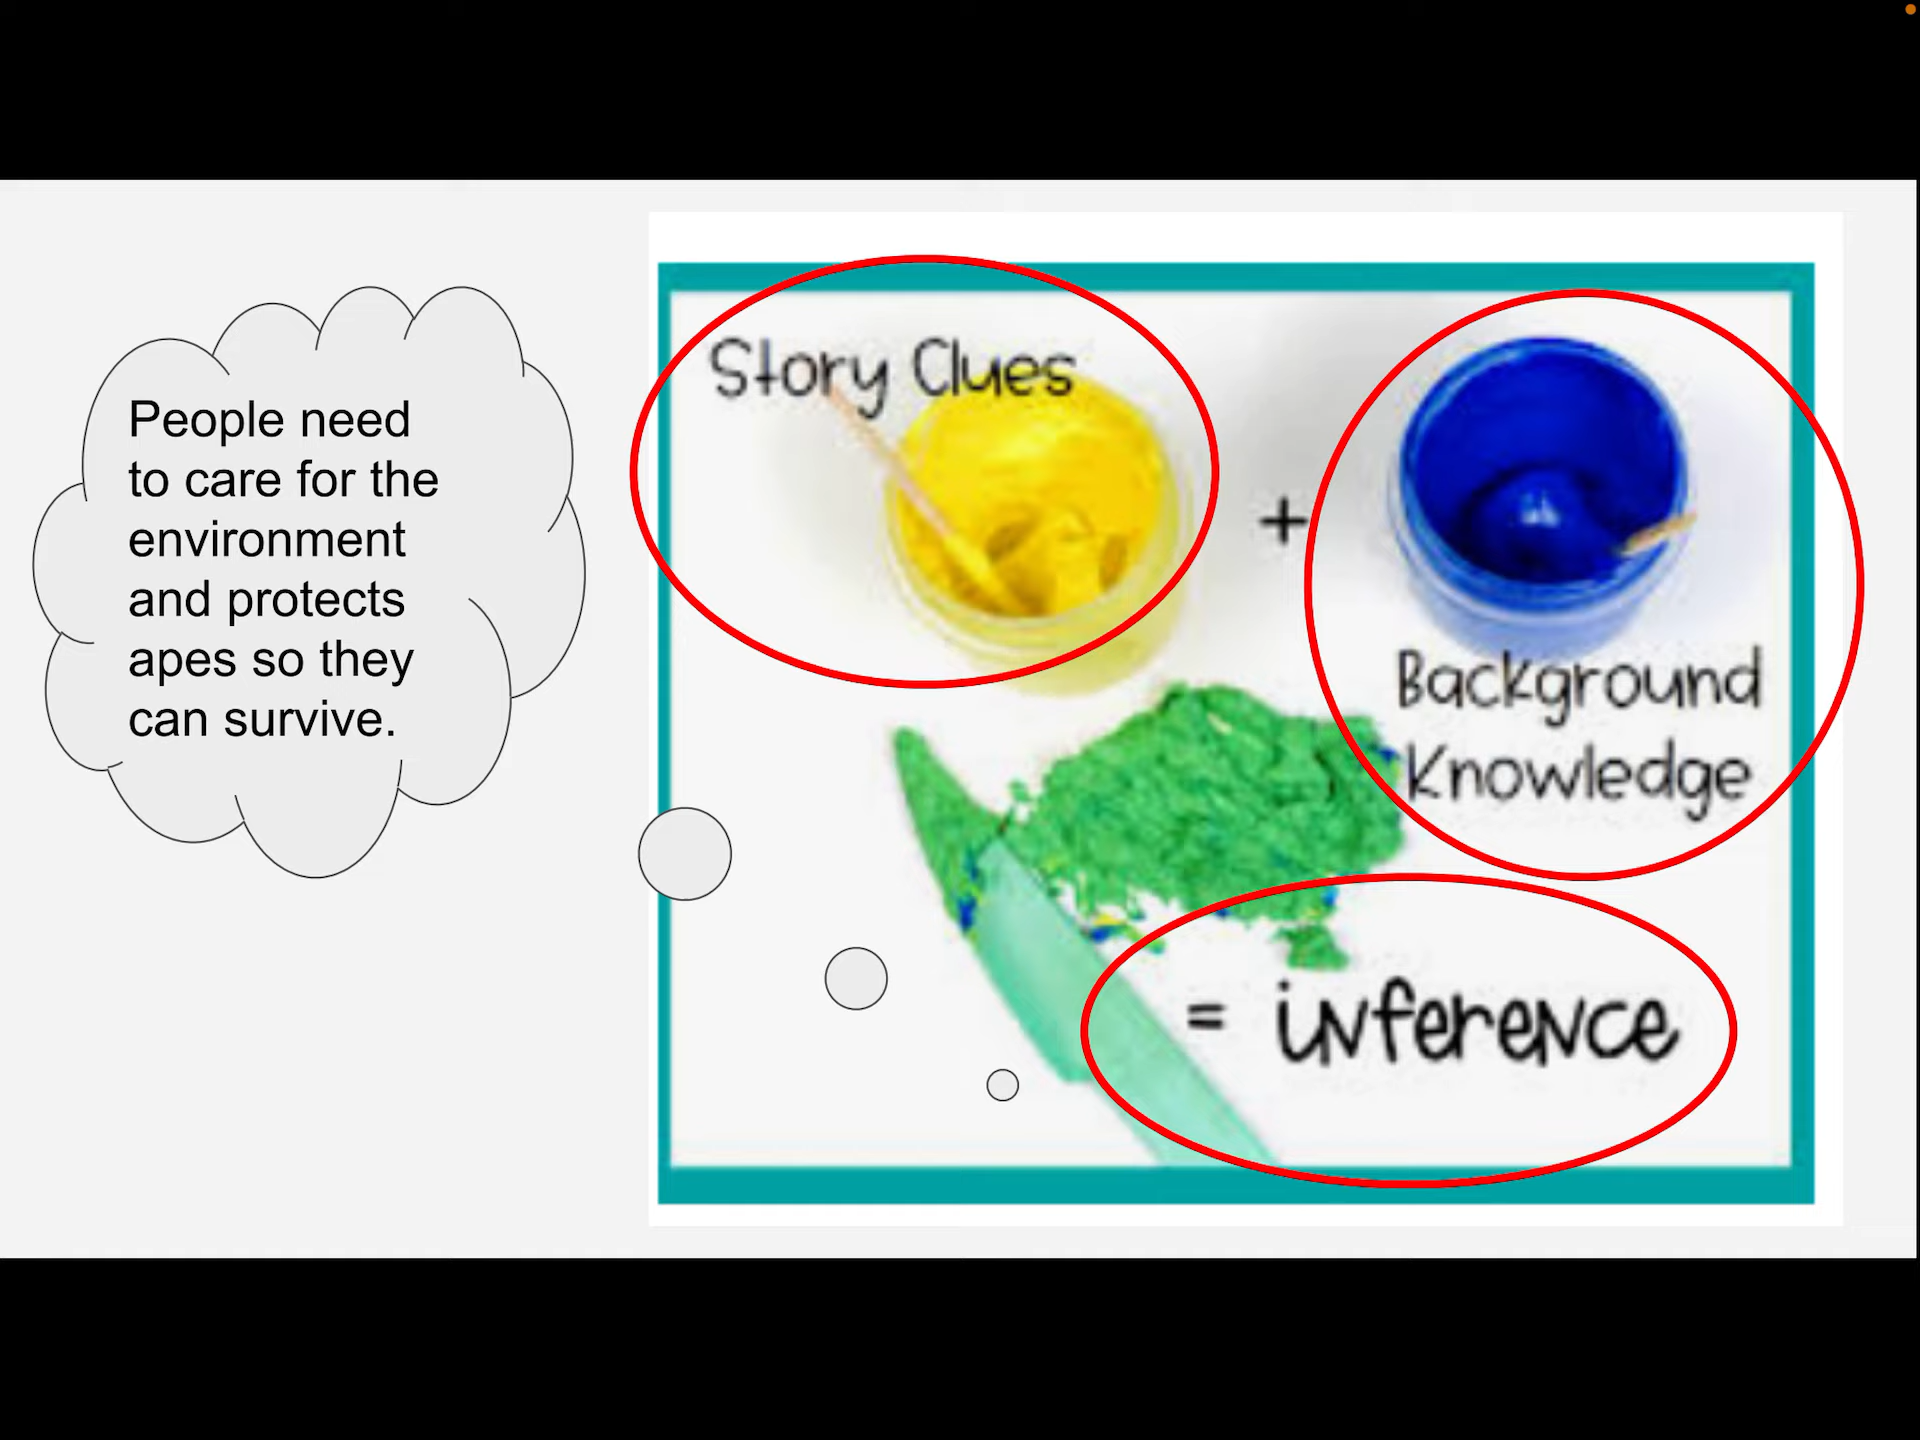 People need
to care for the
environment
and protects
apes so they
can survive.
Story Clues
+
Background
Knowledge
= inference